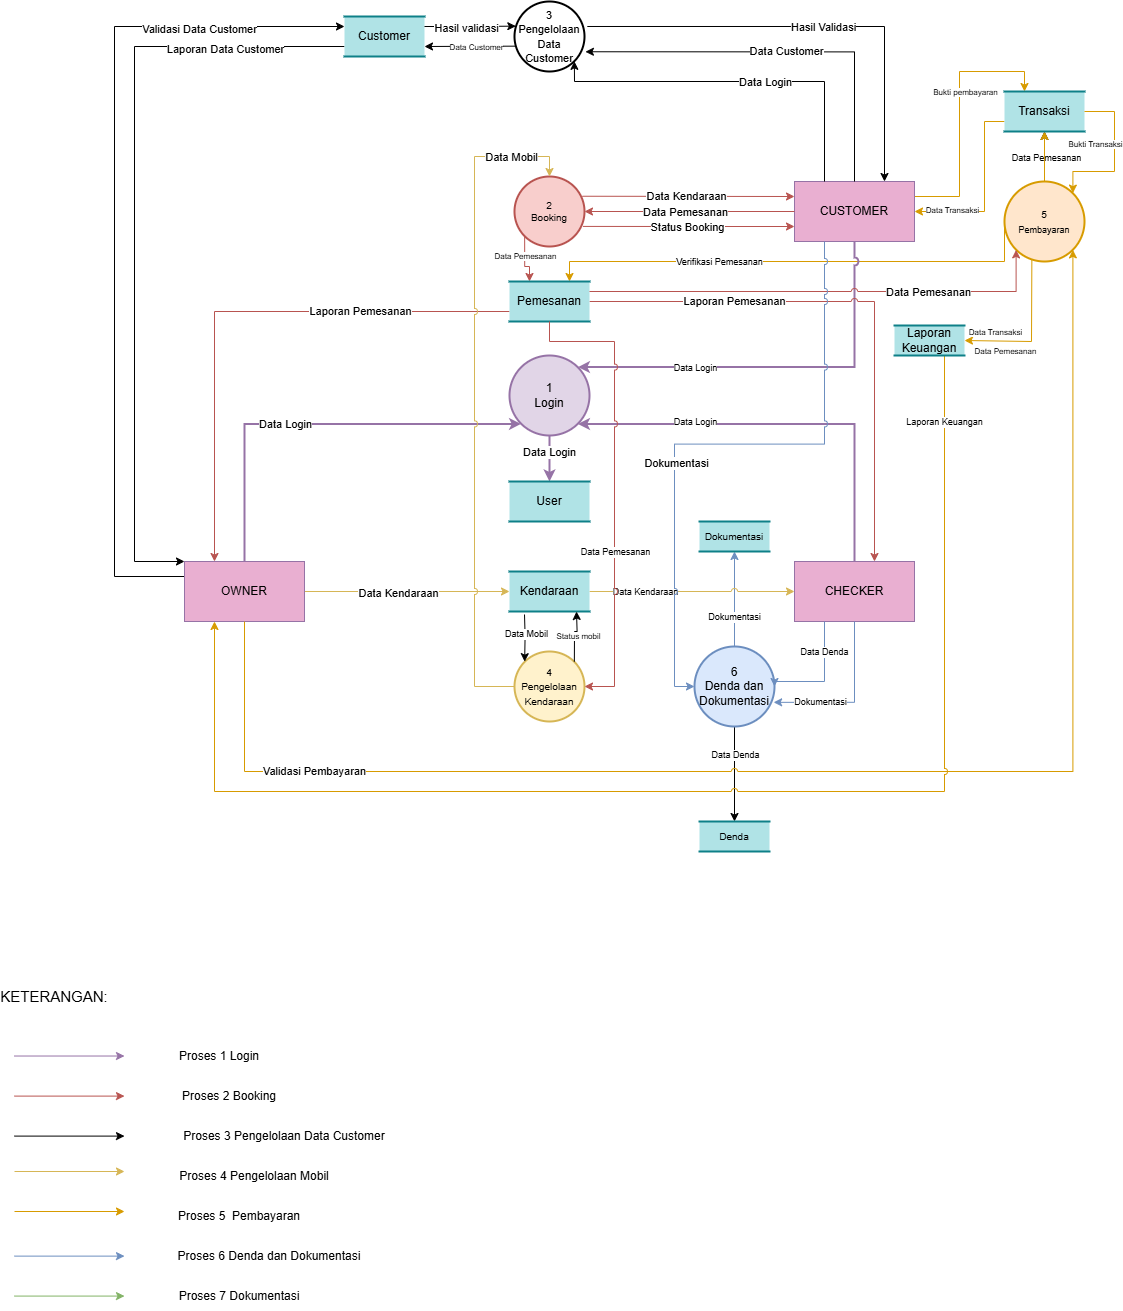 3
Pengelolaan
Data
Customer
Validasi Data Customer
Customer
Hasil validasi
Hasil Validasi
Laporan Data Customer
Data Customer
Data Customer
Data Login
Bukti pembayaran
Transaksi
Bukti Transaksi
Data Pemesanan
Data Mobil
2
Booking
Data Kendaraan
Data Pemesanan
Status Booking
CUSTOMER
Data Transaksi
5
Pembayaran
Data Pemesanan
Verifikasi Pemesanan
Pemesanan
Data Pemesanan
Laporan Pemesanan
Laporan Pemesanan
Laporan
Keuangan
Data Transaksi
Data Pemesanan
1
Login
Data Login
Data Login
Data Login
Laporan Keuangan
Data Login
Dokumentasi
User
Dokumentasi
Data Pemesanan
OWNER
Data Kendaraan
Kendaraan
Data Kendaraan
CHECKER
Dokumentasi
Data Mobil
Status mobil
Data Denda
4
Pengelolaan
Kendaraan
6
Denda dan
Dokumentasi
Dokumentasi
Data Denda
Validasi Pembayaran
Denda
KETERANGAN:
Proses 1 Login
Proses 2 Booking
Proses 3 Pengelolaan Data Customer
Proses 4 Pengelolaan Mobil
Proses 5  Pembayaran
Proses 6 Denda dan Dokumentasi
Proses 7 Dokumentasi